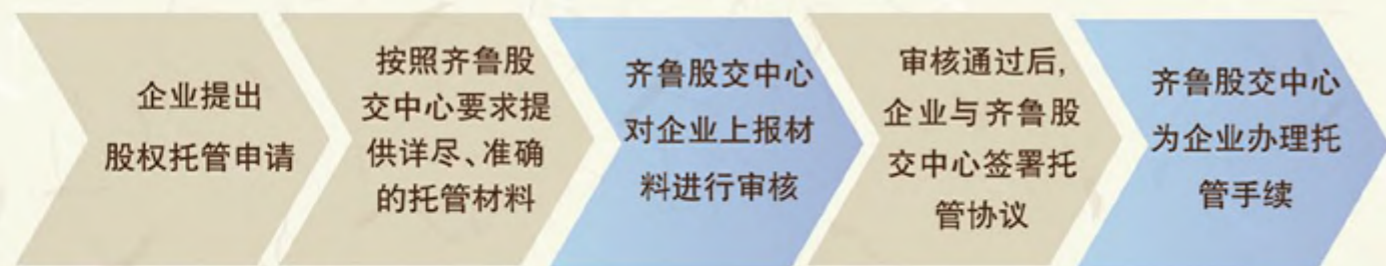 企业提出
股权托管申请
按照齐鲁股
交中心要求提
供详尽、准确
的托管材料
齐鲁股交中心
对企业上报材
料进行审核
审核通过后,
企业与齐鲁股
交中心签署托
管协议
齐鲁股交中心
为企业办理托
管手续